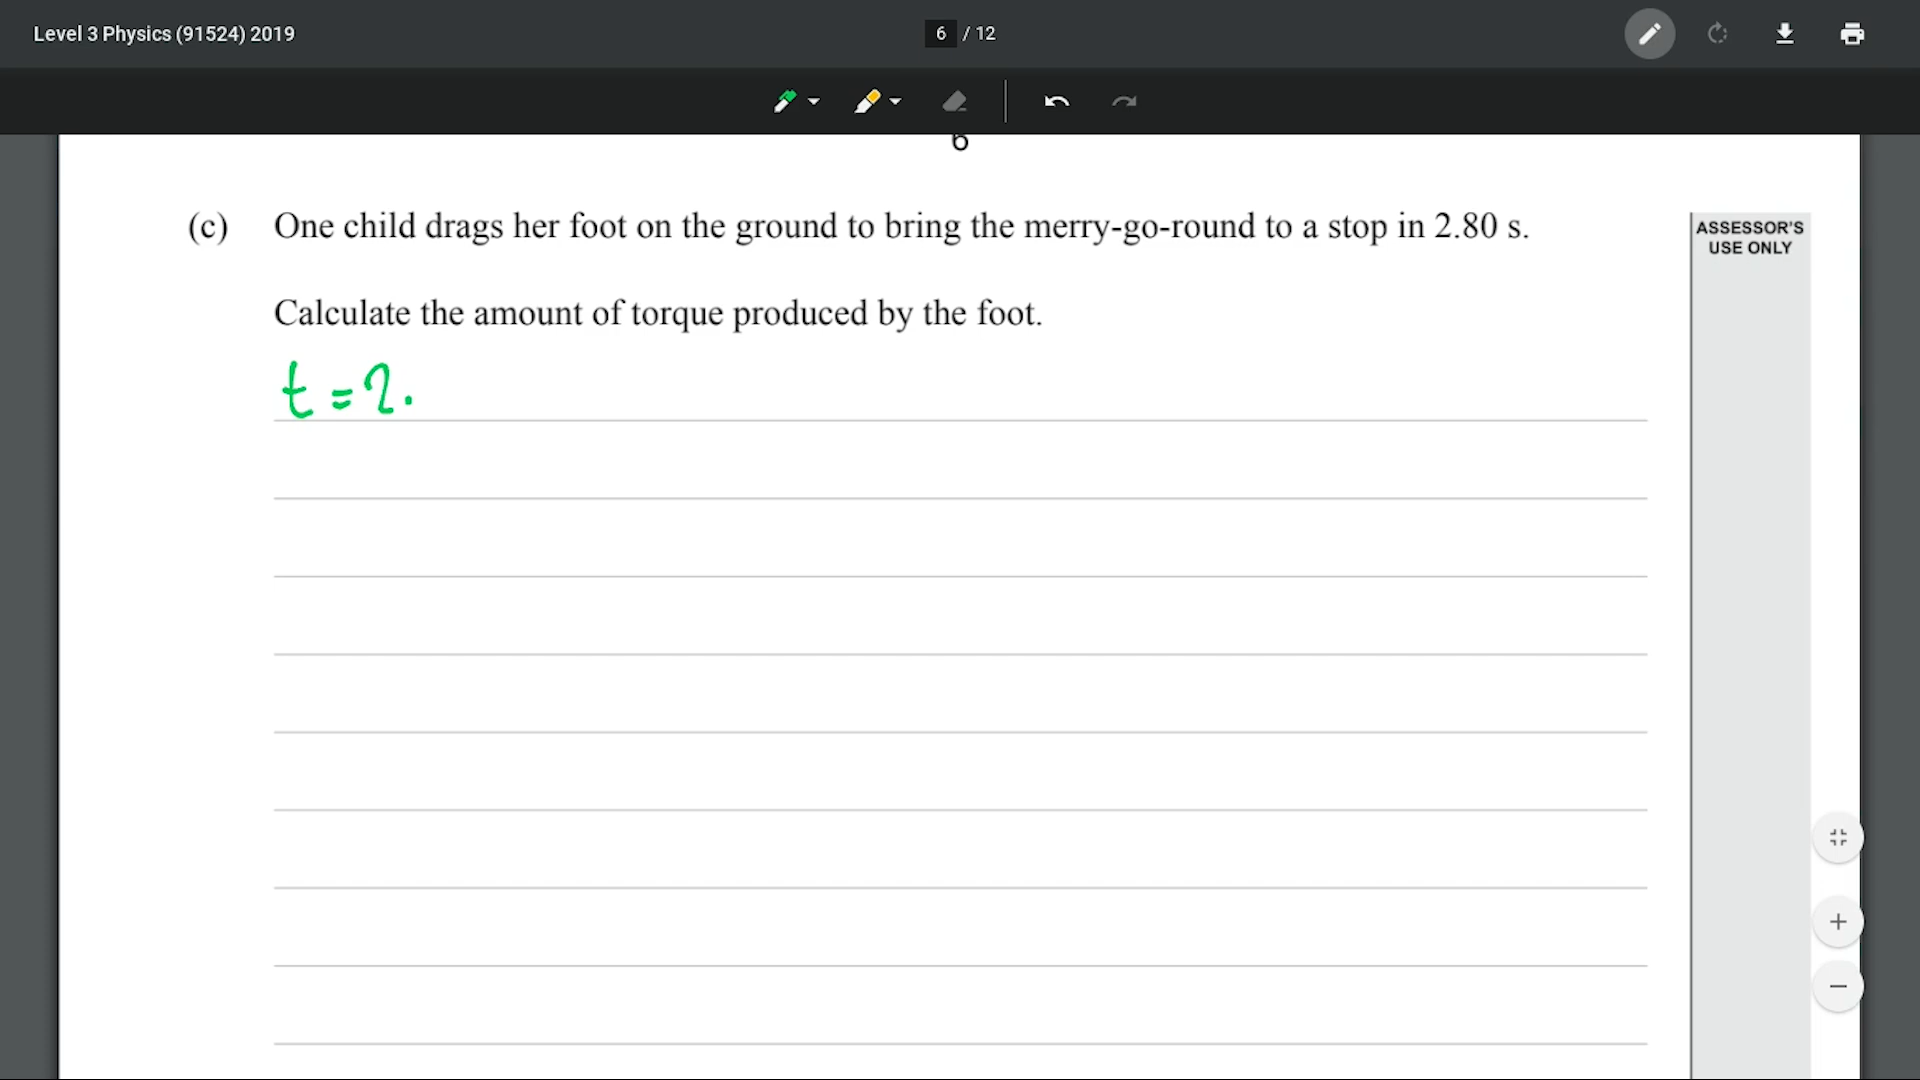 Level 3 Physics (91524) 2019
6 / 12
6
(c) One child drags her foot on the ground to bring the merry-go-round to a stop in 2.80 s.
ASSESSOR'S
USE ONLY
Calculate the amount of torque produced by the foot.
t = 2.